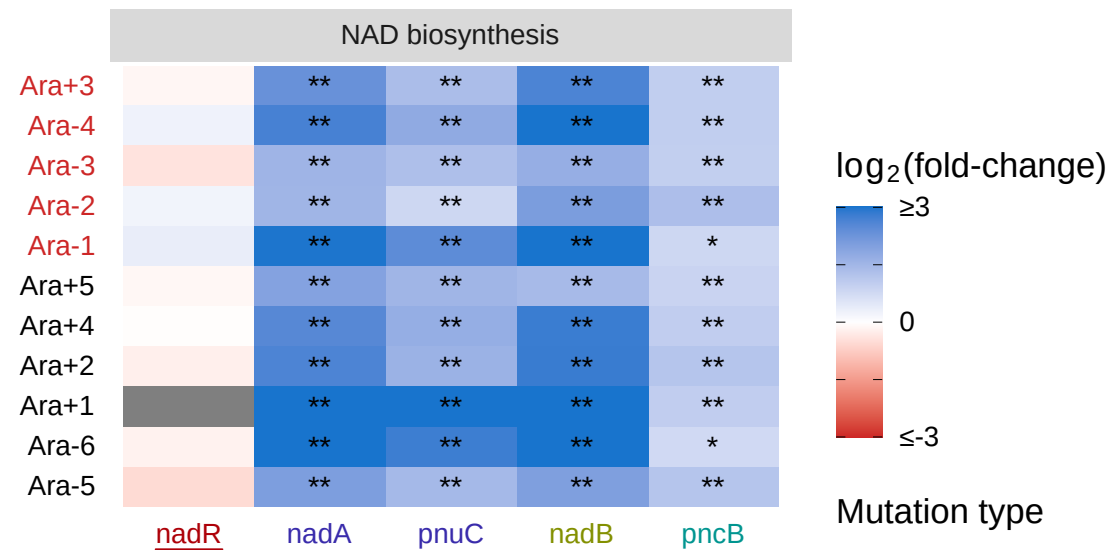 NAD biosynthesis
Ara+3 ** ** ** **
Ara-4 ** ** ** **
Ara-3 ** ** ** **
Ara-2 ** ** ** **
Ara-1 ** ** ** *
Ara+5 ** ** ** **
Ara+4 ** ** ** **
Ara+2 ** ** ** **
Ara+1 ** ** ** **
Ara-6 ** ** ** *
Ara-5 ** ** ** **
nadR nadA pnuC nadB pncB
log₂(fold-change)
≥3
0
≤-3
Mutation type